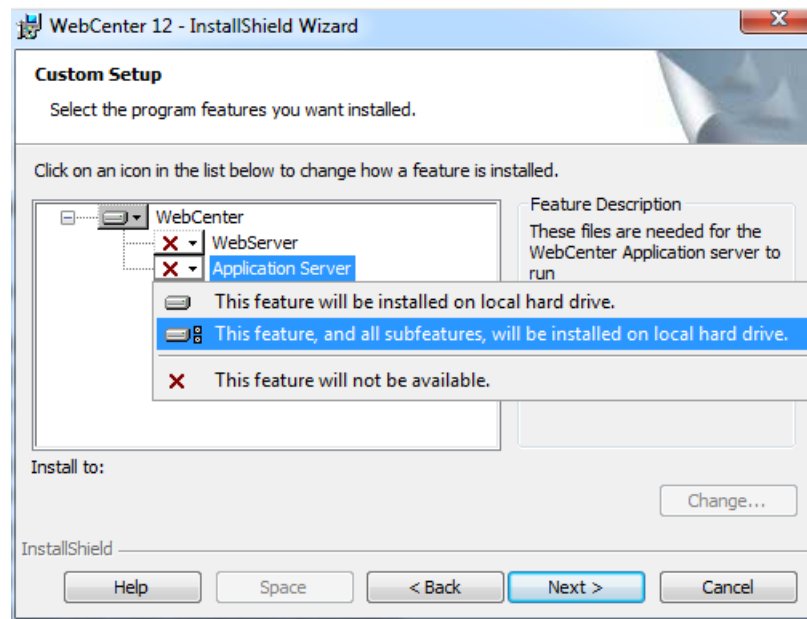 WebCenter 12 - InstallShield Wizard
Custom Setup
Select the program features you want installed.
Click on an icon in the list below to change how a feature is installed.
WebCenter
WebServer
Application Server
Feature Description
These files are needed for the
WebCenter Application server to
run
This feature will be installed on local hard drive.
This feature, and all subfeatures, will be installed on local hard drive.
This feature will not be available.
Install to:
Change...
InstallShield
Help
Space
< Back
Next >
Cancel